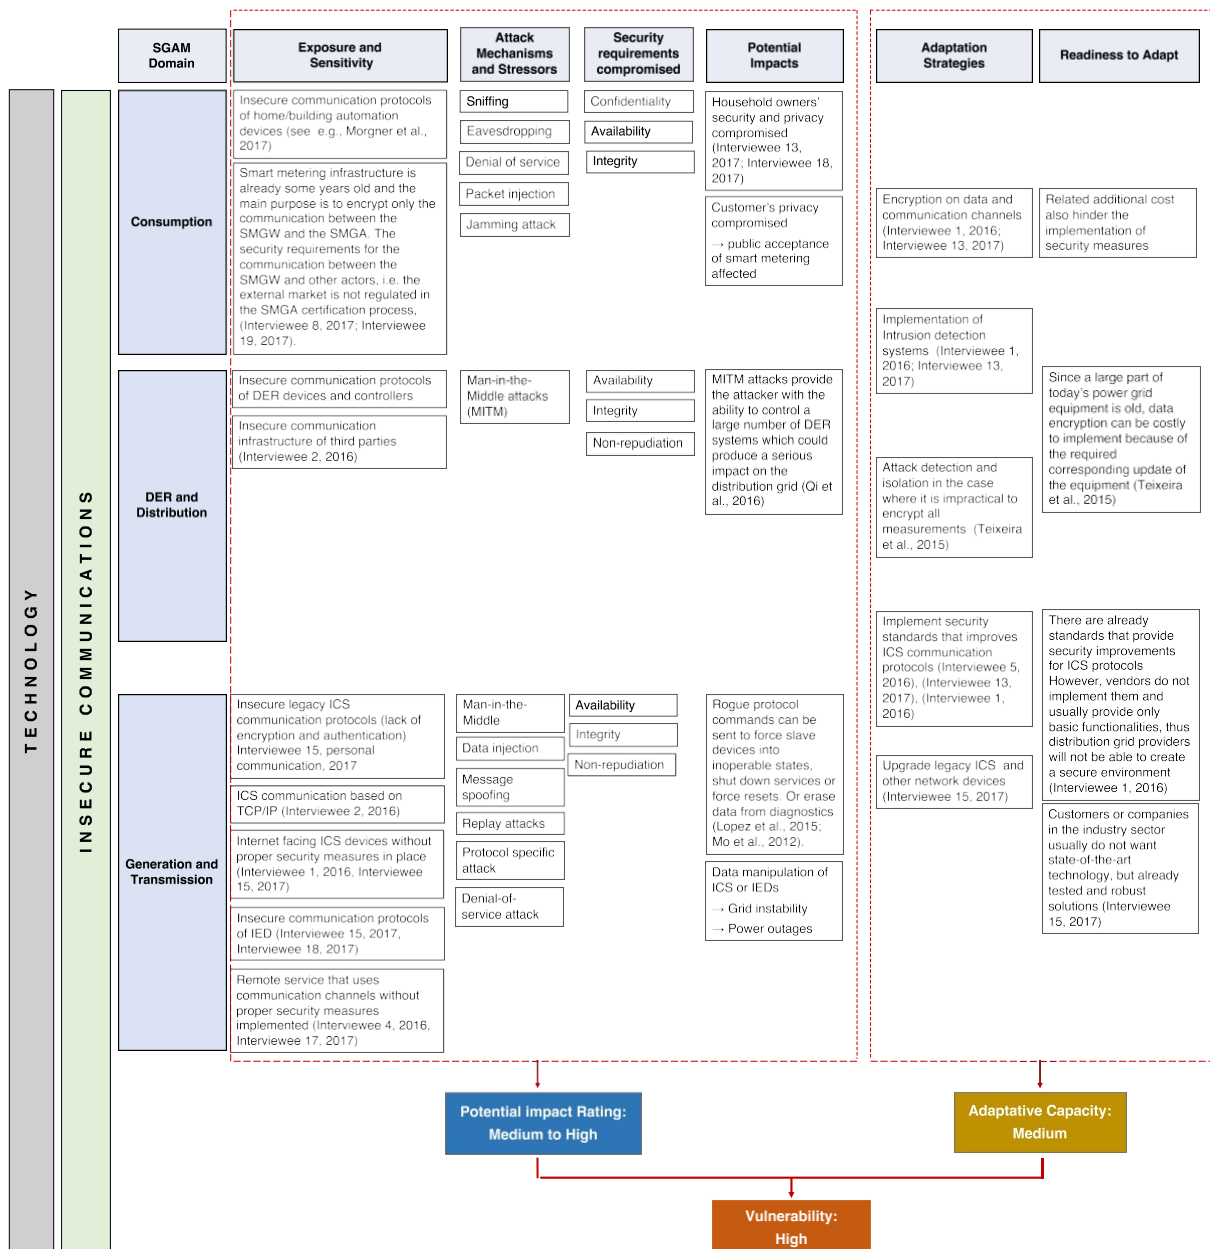 SGAM
Domain
Exposure and
Sensitivity
Attack
Mechanisms
and Stressors
Security
requirements
compromised
Potential
Impacts
Adaptation
Strategies
Readiness to Adapt
TECHNOLOGY
INSECURE COMMUNICATIONS
Consumption
Insecure communication protocols
of home/building automation
devices (see e.g., Morgner et al.,
2017)
Smart metering infrastructure is
already some years old and the
main purpose is to encrypt only the
communication between the
SMGW and the SMGA. The
security requirements for the
communication between the
SMGW and other actors, i.e. the
external market is not regulated in
the SMGA certification process,
(Interviewee 8, 2017; Interviewee
19, 2017).
Sniffing
Eavesdropping
Denial of service
Packet injection
Jamming attack
Confidentiality
Availability
Integrity
Household owners'
security and privacy
compromised
(Interviewee 13,
2017; Interviewee 18,
2017)
Customer's privacy
compromised
→ public acceptance
of smart metering
affected
Encryption on data and
communication channels
(Interviewee 1, 2016;
Interviewee 13, 2017)
Related additional cost
also hinder the
implementation of
security measures
Implementation of
Intrusion detection
systems (Interviewee 1,
2016; Interviewee 13,
2017)
DER and
Distribution
Insecure communication protocols
of DER devices and controllers
Insecure communication
infrastructure of third parties
(Interviewee 2, 2016)
Man-in-the-
Middle attacks
(MITM)
Availability
Integrity
Non-repudiation
MITM attacks provide
the attacker with the
ability to control a
large number of DER
systems which could
produce a serious
impact on the
distribution grid (Qi et
al., 2016)
Since a large part of
today's power grid
equipment is old, data
encryption can be costly
to implement because of
the required
corresponding update of
the equipment (Teixeira
et al., 2015)
Attack detection and
isolation in the case
where it is impractical to
encrypt all
measurements (Teixeira
et al., 2015)
Implement security
standards that improves
ICS communication
protocols (Interviewee 5,
2016), (Interviewee 13,
2017), (Interviewee 1,
2016)
There are already
standards that provide
security improvements
for ICS protocols
However, vendors do not
implement them and
usually provide only
basic functionalities, thus
distribution grid providers
will not be able to create
a secure environment
(Interviewee 1, 2016)
Generation and
Transmission
Insecure legacy ICS
communication protocols (lack of
encryption and authentication)
Interviewee 15, personal
communication, 2017
ICS communication based on
TCP/IP (Interviewee 2, 2016)
Internet facing ICS devices without
proper security measures in place
(Interviewee 1, 2016, Interviewee
15, 2017)
Insecure communication protocols
of IED (Interviewee 15, 2017,
Interviewee 18, 2017)
Remote service that uses
communication channels without
proper security measures
implemented (Interviewee 4, 2016,
Interviewee 17, 2017)
Man-in-the-
Middle
Data injection
Message
spoofing
Replay attacks
Protocol specific
attack
Denial-of-
service attack
Availability
Integrity
Non-repudiation
Rogue protocol
commands can be
sent to force slave
devices into
inoperable states,
shut down services or
force resets. Or erase
data from diagnostics
(Lopez et al., 2015;
Mo et al., 2012).
Data manipulation of
ICS or IEDs
→ Grid instability
→ Power outages
Upgrade legacy ICS and
other network devices
(Interviewee 15, 2017)
Customers or companies
in the industry sector
usually do not want
state-of-the-art
technology, but already
tested and robust
solutions (Interviewee
15, 2017)
Potential impact Rating:
Medium to High
Adaptative Capacity:
Medium
Vulnerability:
High